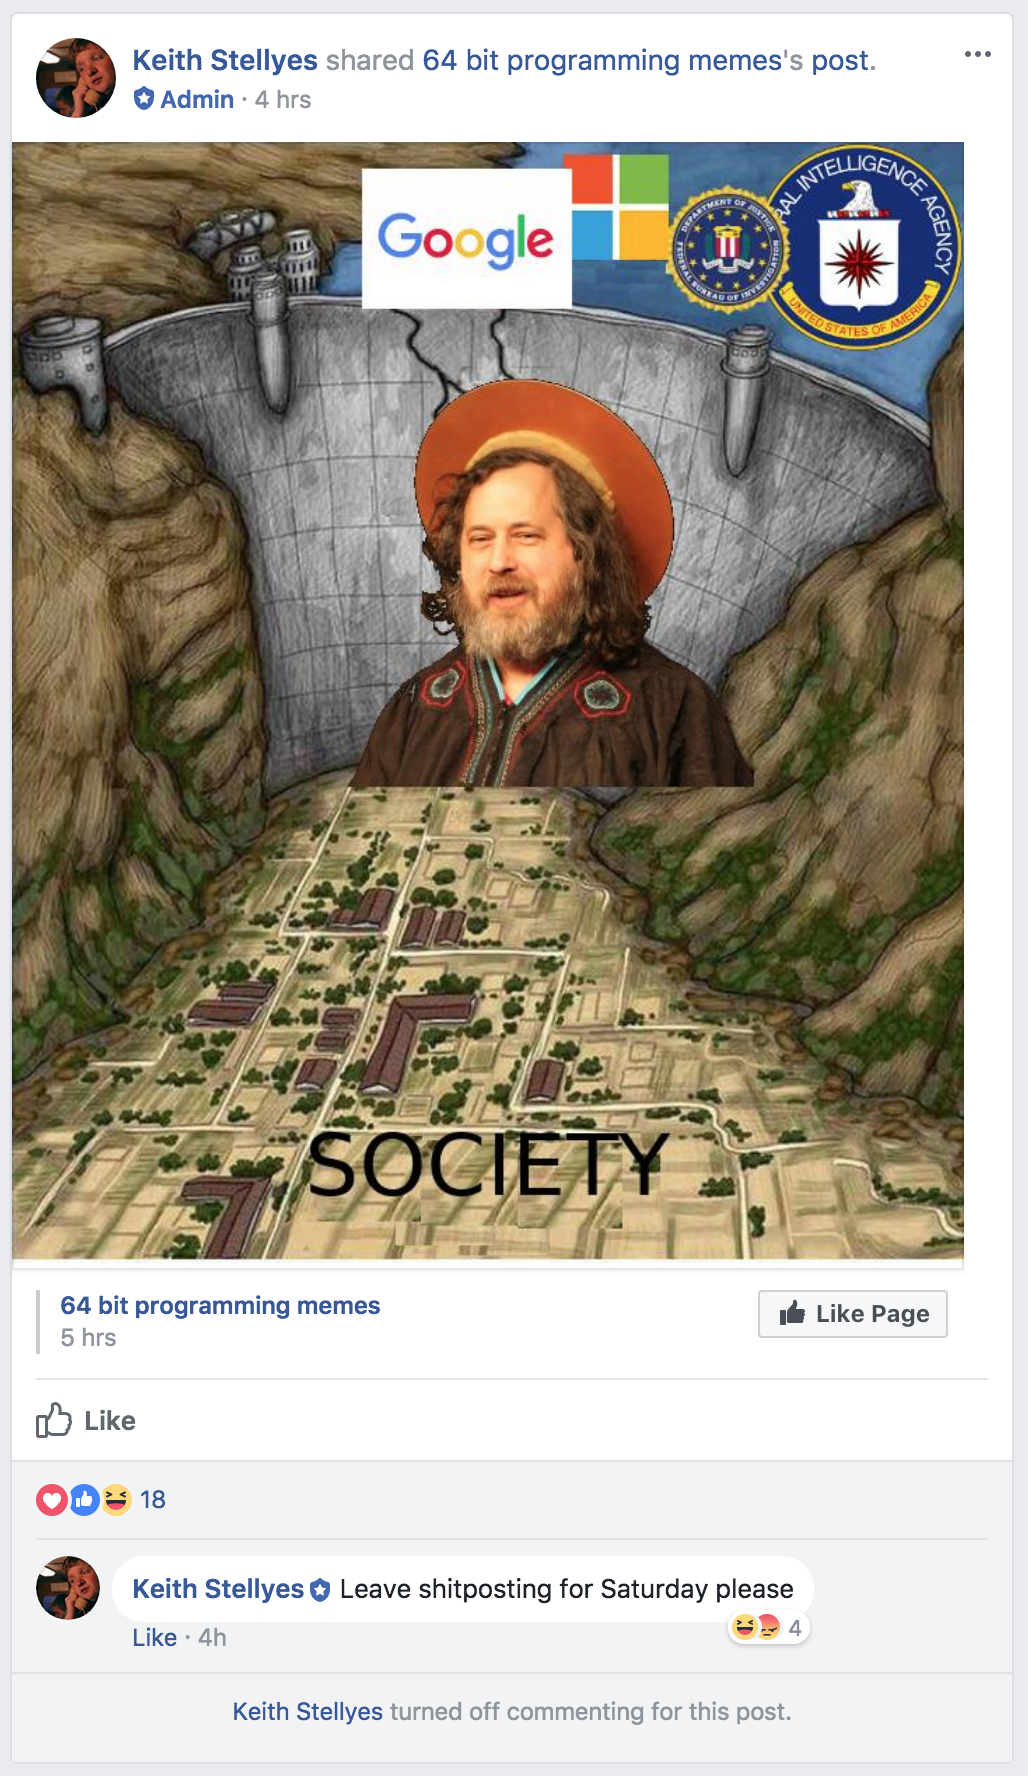 Keith Stellyes shared 64 bit programming memes's post.
Admin · 4 hrs
Google
DEPARTMENT OF JUSTICE
FEDERAL BUREAU OF INVESTIGATION
RAL INTELLIGENCE AGENCY
UNITED STATES OF AMERICA
SOCIETY
64 bit programming memes
5 hrs
Like Page
Like
18
Keith Stellyes Leave shitposting for Saturday please
4
Like · 4h
Keith Stellyes turned off commenting for this post.